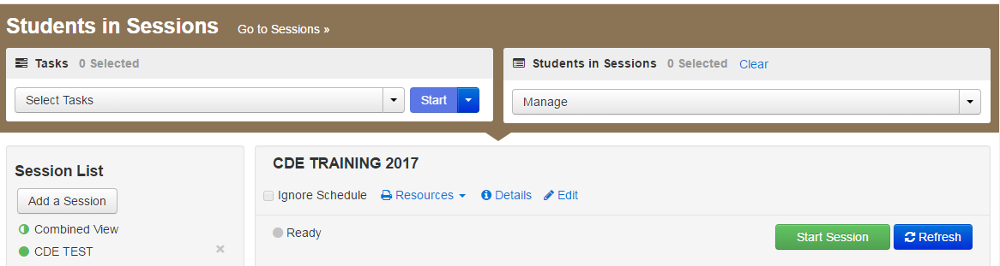 Students in Sessions Go to Sessions »
Tasks 0 Selected
Select Tasks Start
Students in Sessions 0 Selected Clear
Manage
Session List
Add a Session
Combined View
CDE TEST ×
CDE TRAINING 2017
Ignore Schedule Resources Details Edit
Ready Start Session Refresh